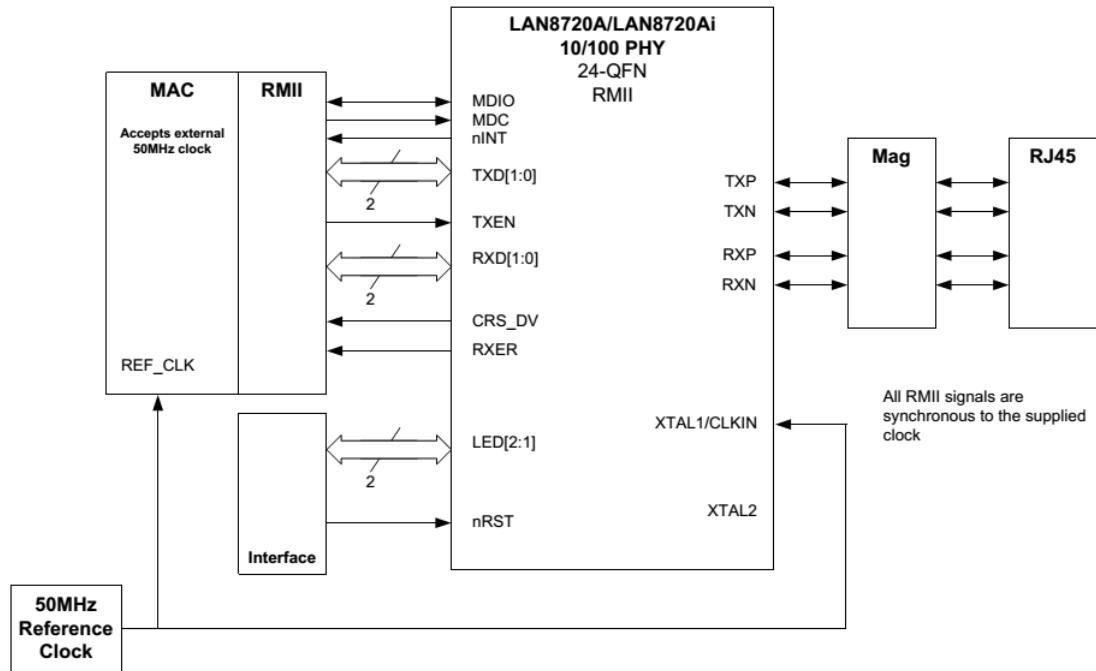 LAN8720A/LAN8720Ai
10/100 PHY
24-QFN
RMII
MAC
RMII
Accepts external
50MHz clock
REF_CLK
MDIO
MDC
nINT
TXD[1:0]
2
TXEN
RXD[1:0]
2
CRS_DV
RXER
LED[2:1]
2
nRST
Interface
TXP
TXN
RXP
RXN
Mag
RJ45
XTAL1/CLKIN
XTAL2
All RMII signals are
synchronous to the supplied
clock
50MHz
Reference
Clock